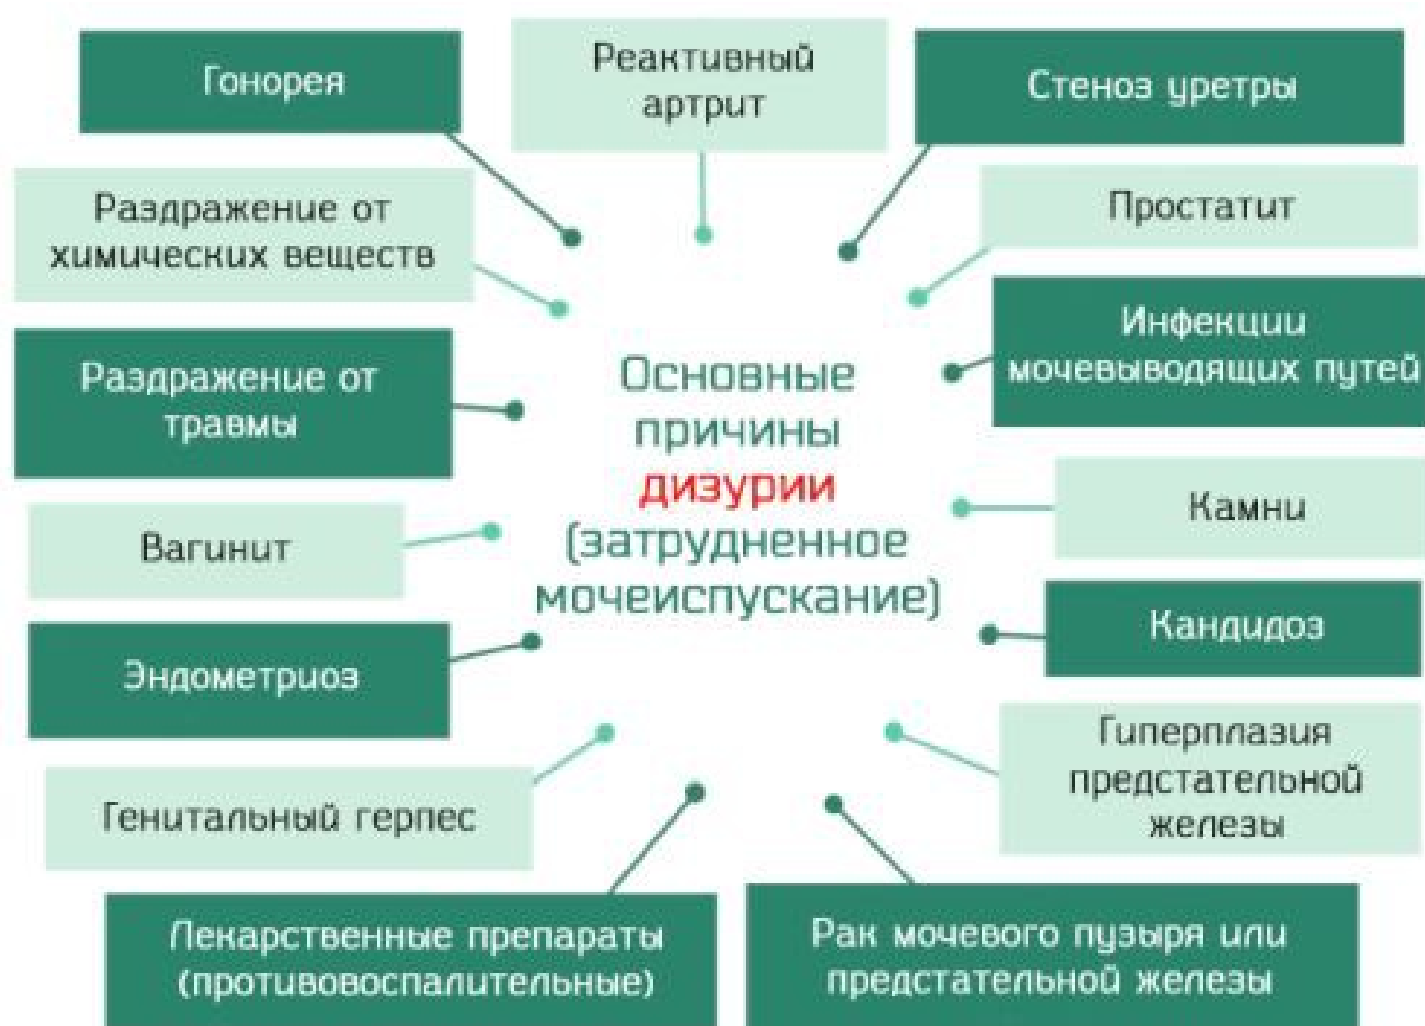 Гонорея
Реактивный
артрит
Стеноз уретры
Раздражение от
химических веществ
Простатит
Инфекции
мочевыводящих путей
Раздражение от
травмы
Основные
причины
дизурии
(затрудненное
мочеиспускание)
Камни
Вагинит
Кандидоз
Эндометриоз
Гиперплазия
предстательной
железы
Генитальный герпес
Лекарственные препараты
(противовоспалительные)
Рак мочевого пузыря или
предстательной железы